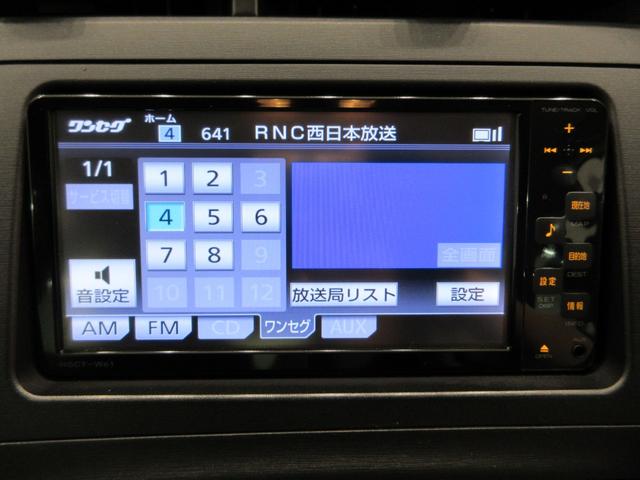 ワンセグ ホーム 4 641 RNC西日本放送
TUNE/TRACK VOL
1/1
サービス切替
1 2 3
4 5 6
7 8 9
10 11 12
全画面
音設定
放送局リスト 設定
AM FM CD ワンセグ AUX
NSCT-W61
現在地
MAP
目的地
DEST
設定
SET
DISP
情報
INFO
OPEN